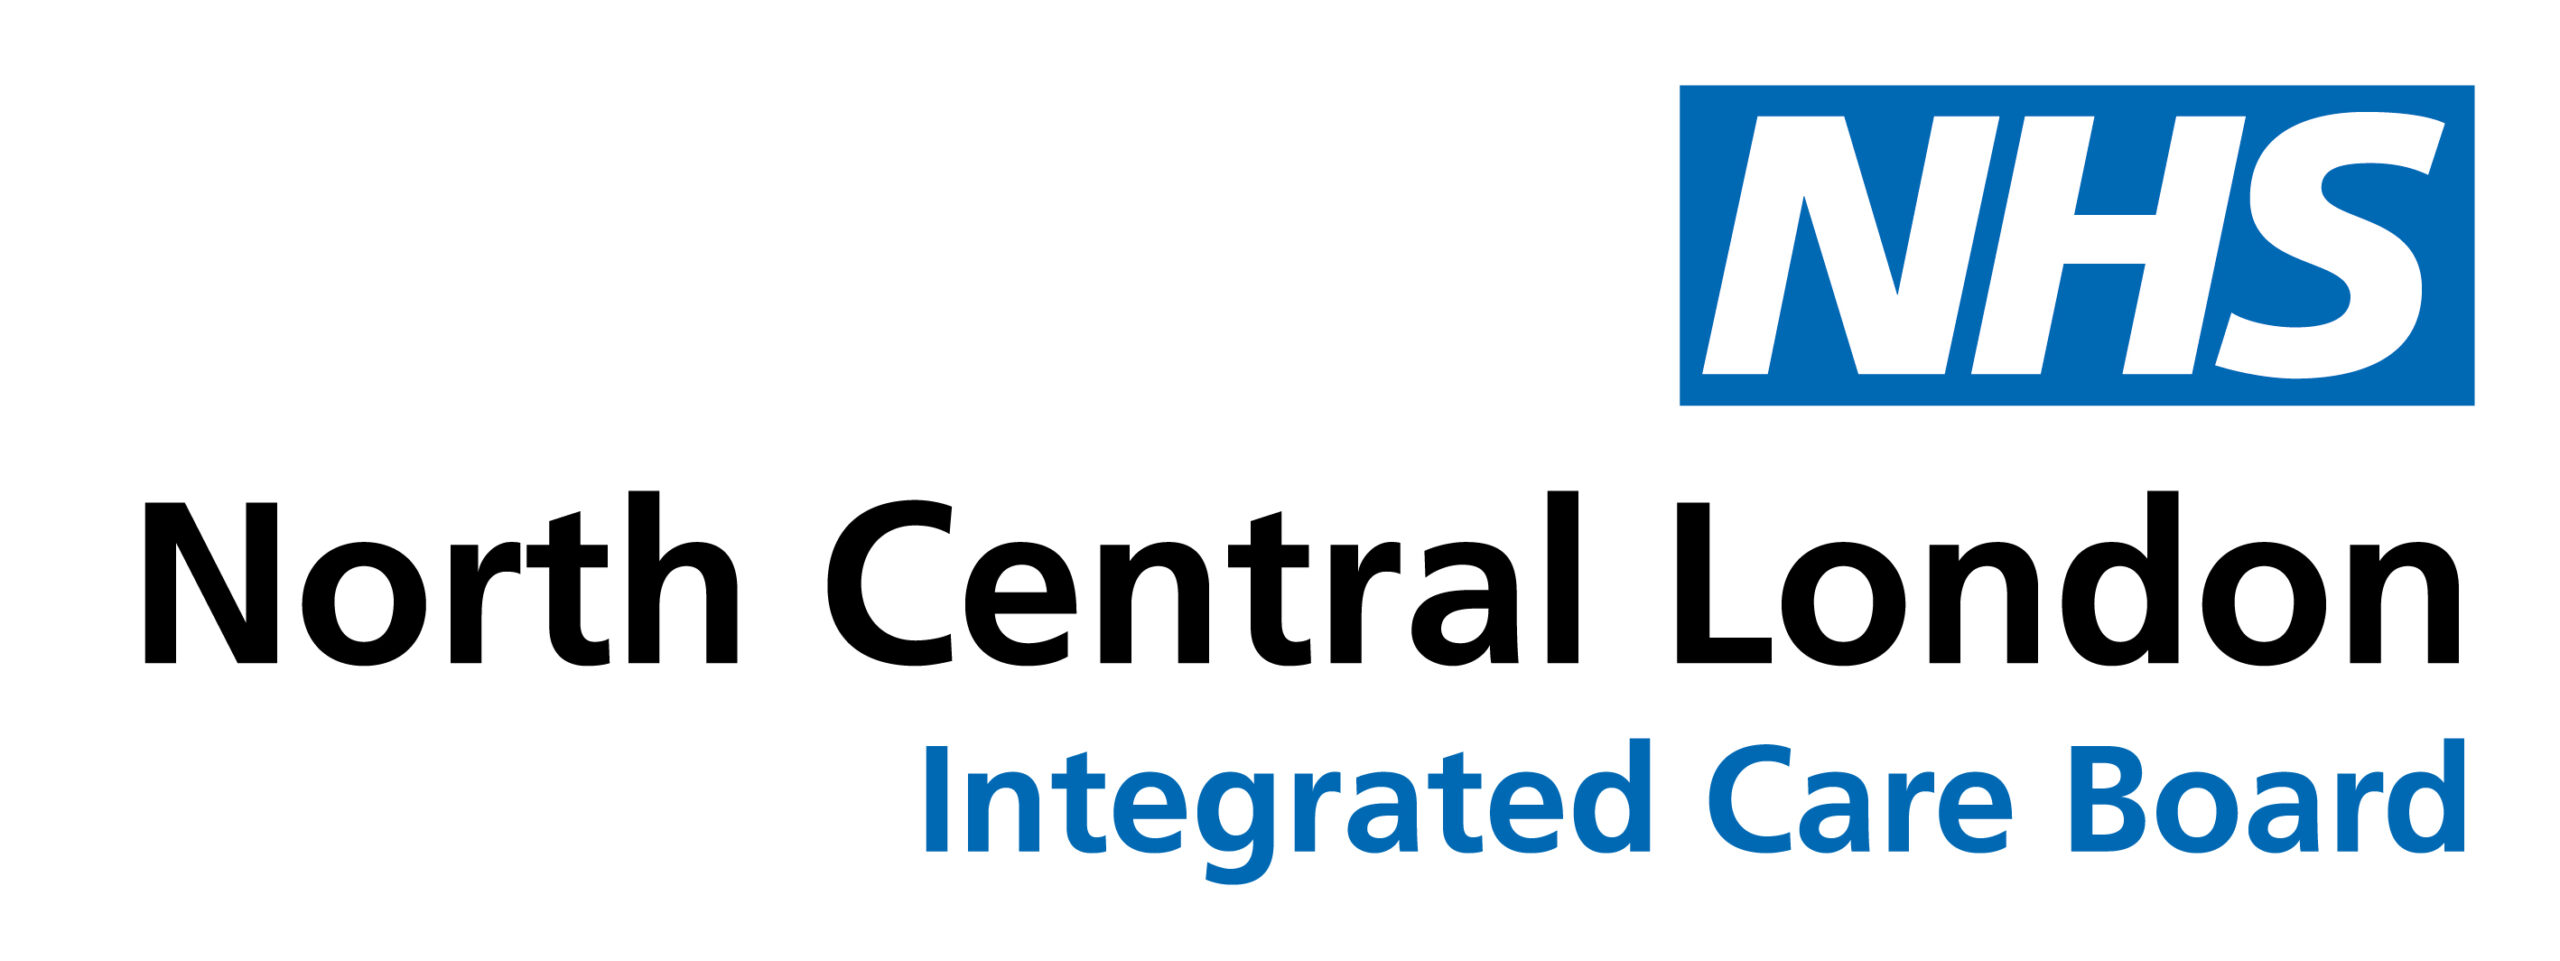 NHS
North Central London
Integrated Care Board